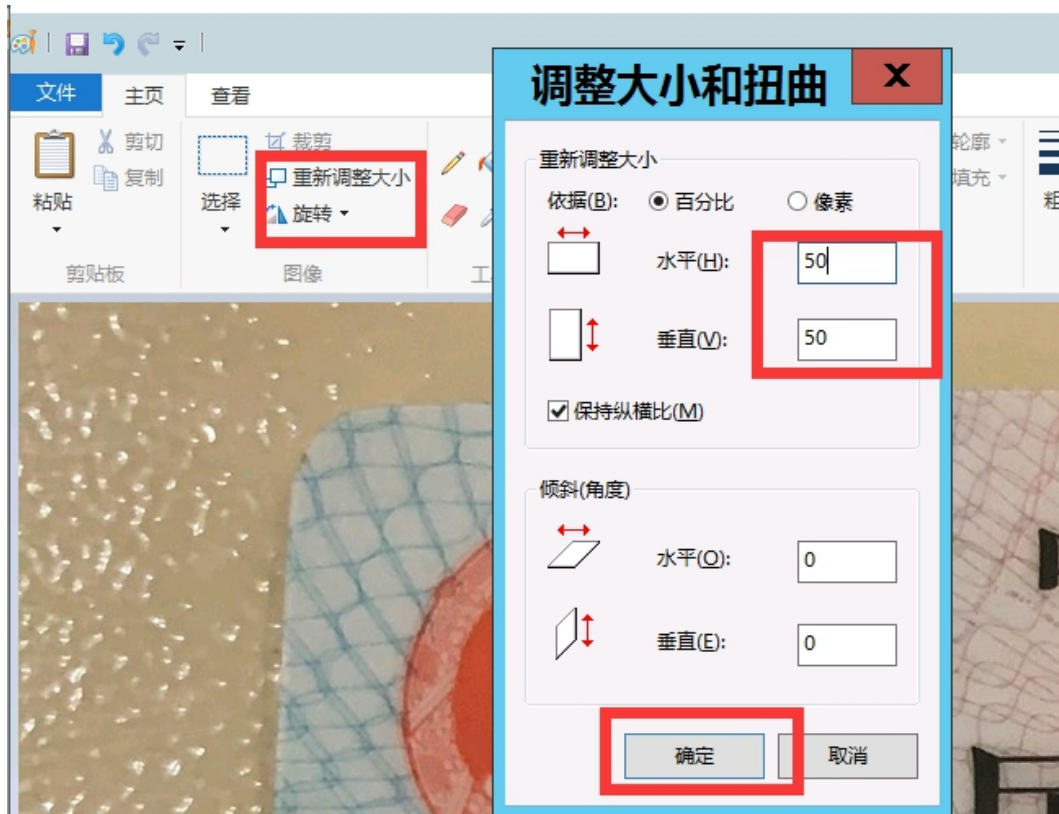 调整大小和扭曲
X
文件 主页 查看
剪切
裁剪
轮廓
复制
重新调整大小
填充
粘贴
选择
旋转
粗
剪贴板
图像
重新调整大小
依据(B):
百分比
像素
水平(H):
50
垂直(V):
50
保持纵横比(M)
倾斜(角度)
水平(O):
0
垂直(E):
0
确定
取消